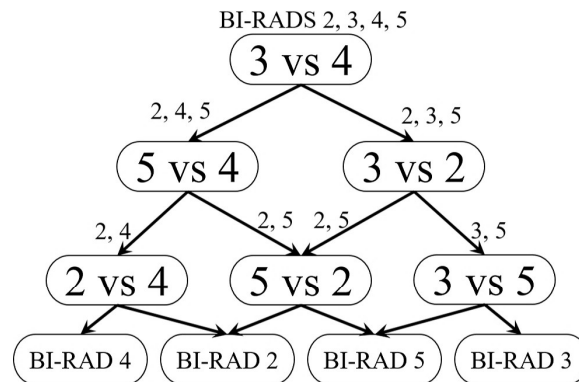 BI-RADS 2, 3, 4, 5
3 vs 4
2, 4, 5
2, 3, 5
5 vs 4
3 vs 2
2, 4
2, 5
2, 5
3, 5
2 vs 4
5 vs 2
3 vs 5
BI-RAD 4
BI-RAD 2
BI-RAD 5
BI-RAD 3